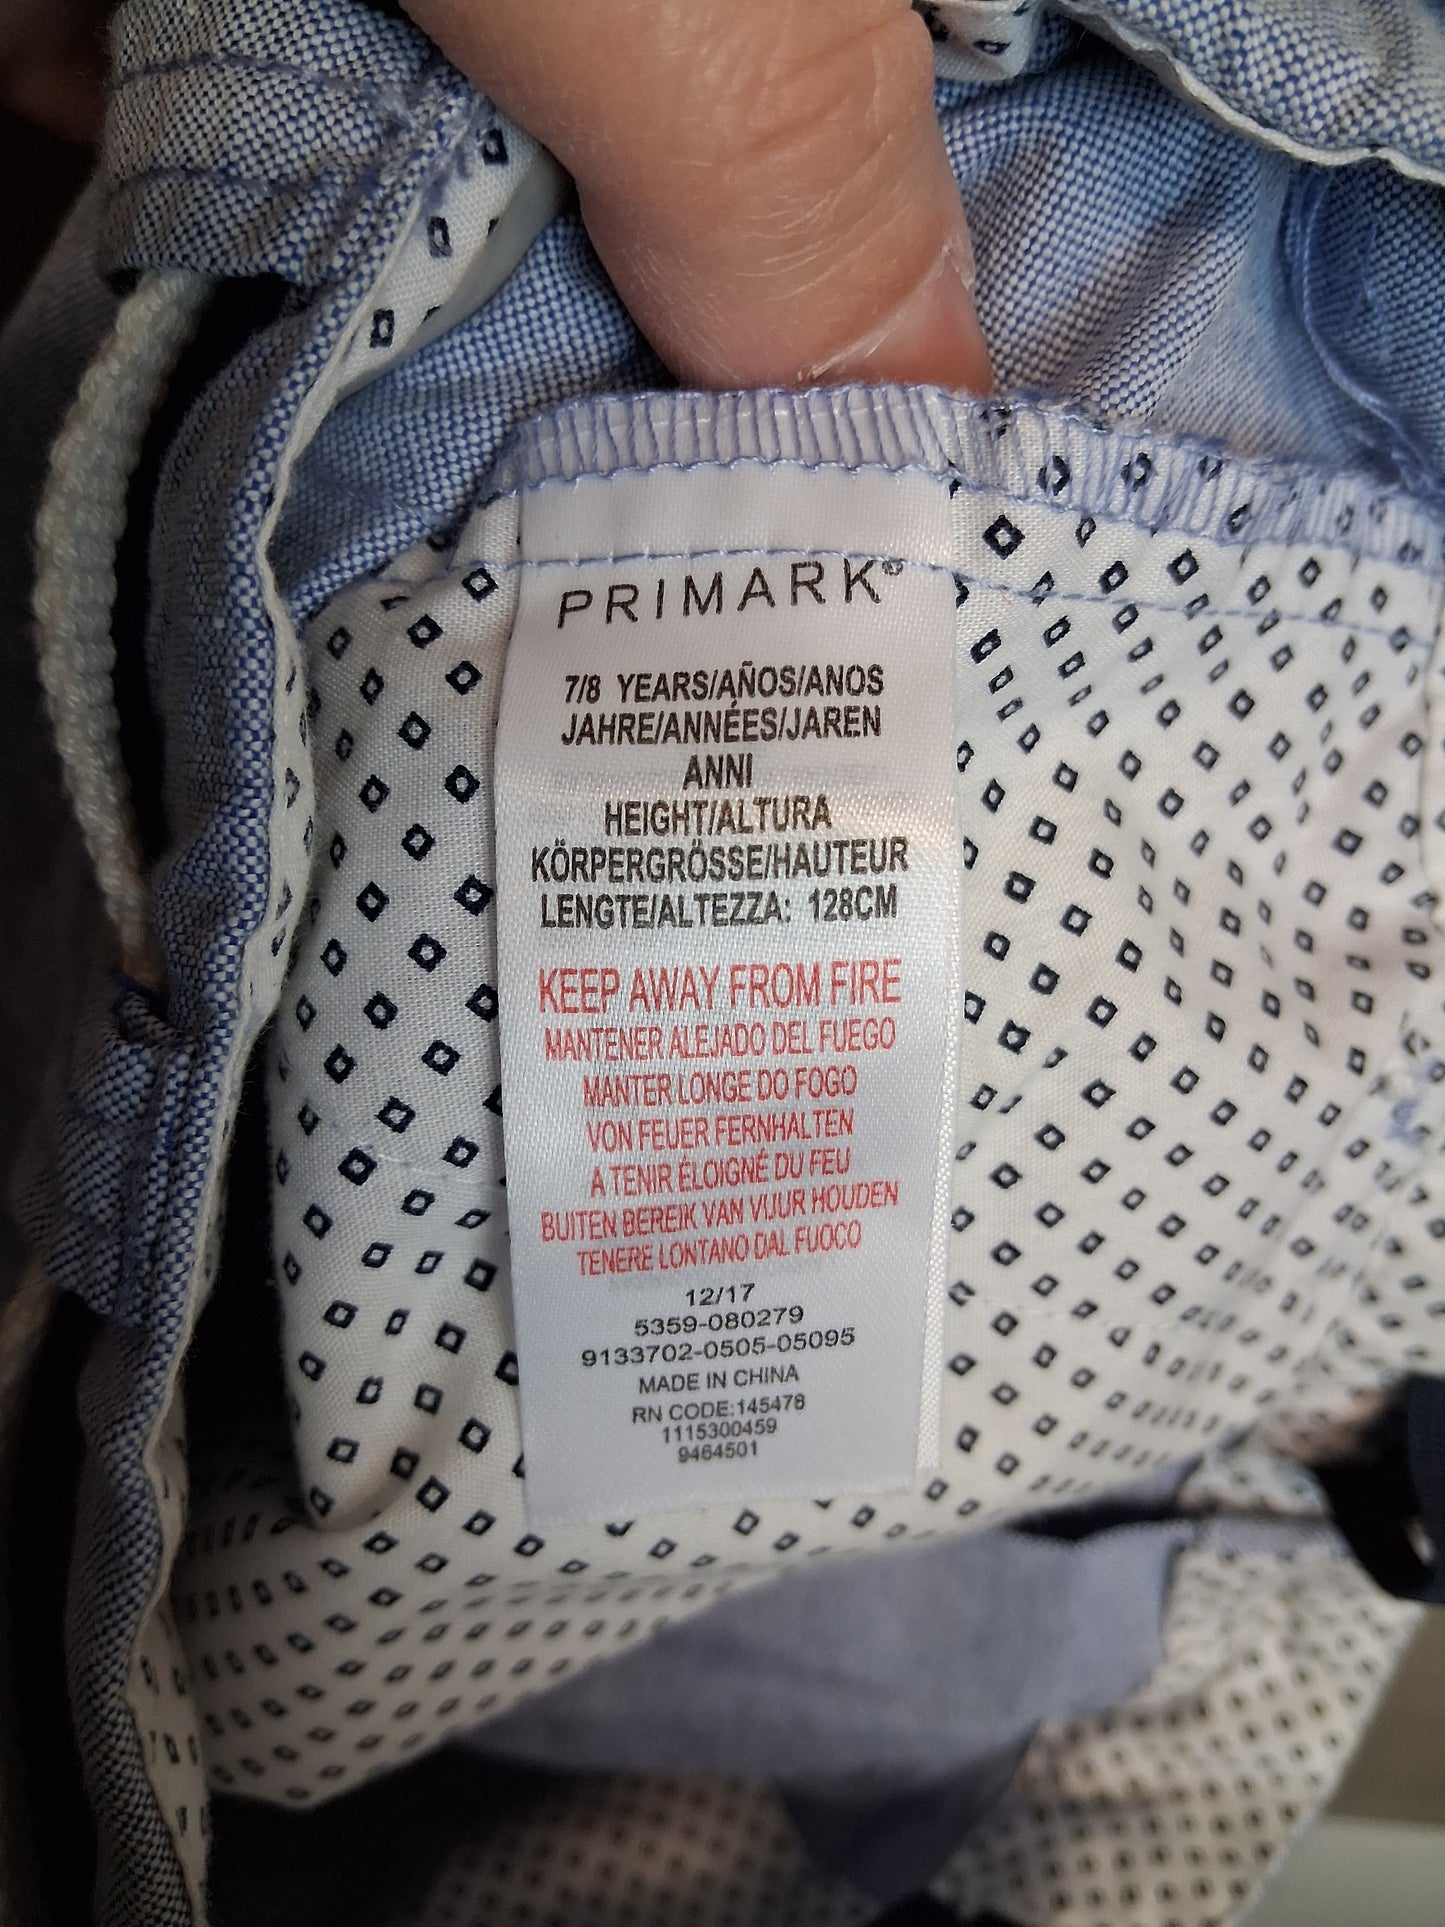 PRIMARK®
7/8 YEARS/AÑOS/ANOS
JAHRE/ANNÉES/JAREN
ANNI
HEIGHT/ALTURA
KÖRPERGRÖSSE/HAUTEUR
LENGTE/ALTEZZA: 128CM
KEEP AWAY FROM FIRE
MANTENER ALEJADO DEL FUEGO
MANTER LONGE DO FOGO
VON FEUER FERNHALTEN
A TENIR ÉLOIGNÉ DU FEU
BUITEN BEREIK VAN VUUR HOUDEN
TENERE LONTANO DAL FUOCO
12/17
5359-080279
9133702-0505-05095
MADE IN CHINA
RN CODE:145478
1115300459
9464501